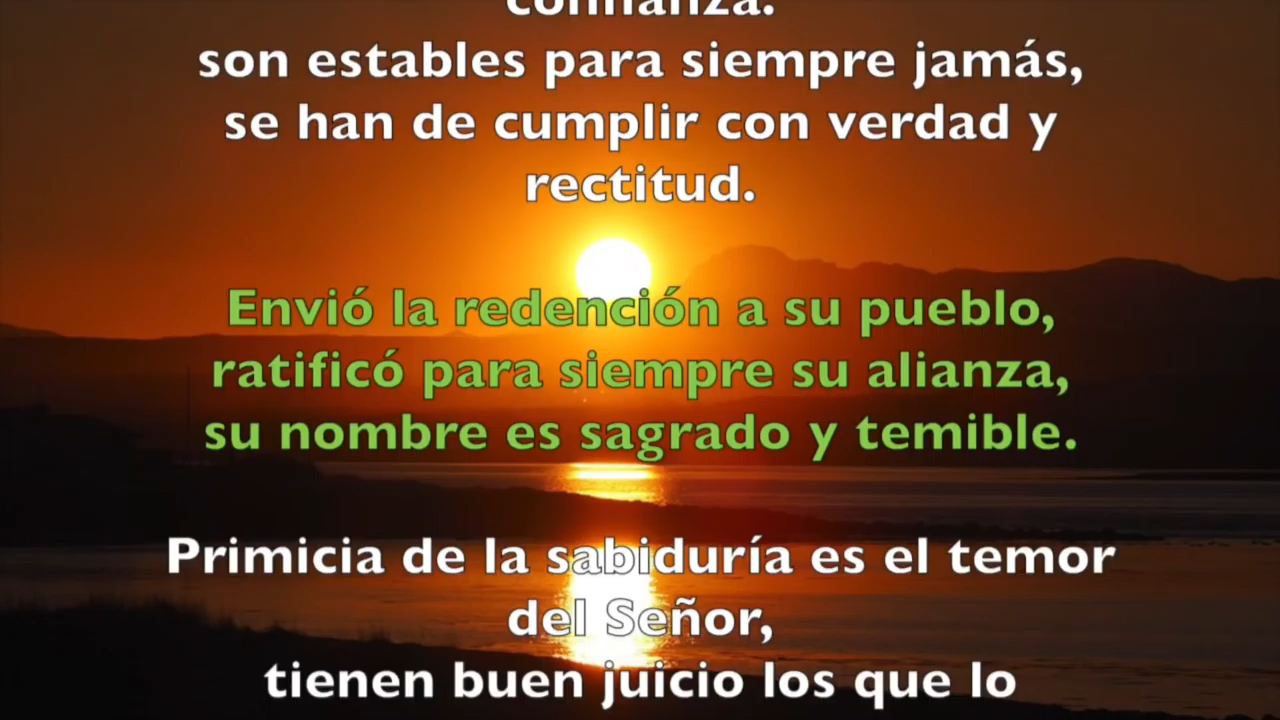 confianza:
son estables para siempre jamás,
se han de cumplir con verdad y
rectitud.
Envió la redención a su pueblo,
ratificó para siempre su alianza,
su nombre es sagrado y temible.
Primicia de la sabiduría es el temor
del Señor,
tienen buen juicio los que lo